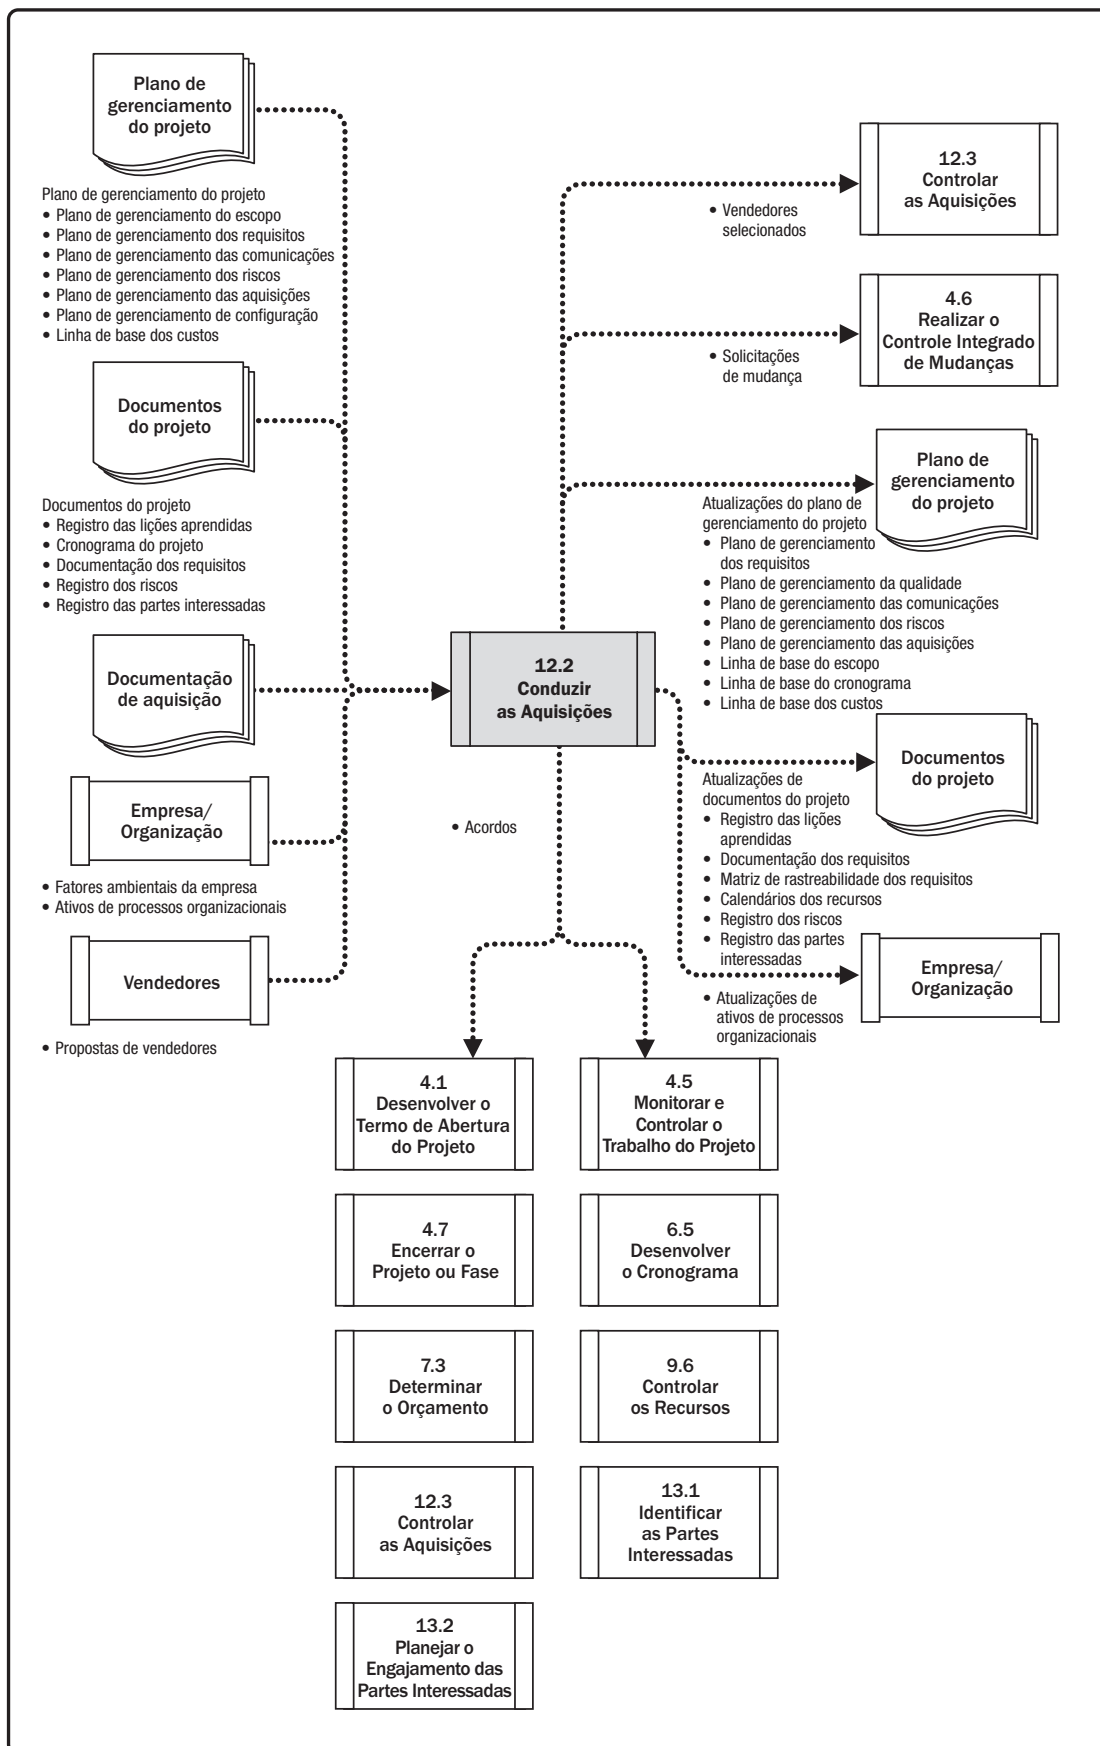 Plano de
gerenciamento
do projeto
Plano de gerenciamento do projeto
• Plano de gerenciamento do escopo
• Plano de gerenciamento dos requisitos
• Plano de gerenciamento das comunicações
• Plano de gerenciamento dos riscos
• Plano de gerenciamento das aquisições
• Plano de gerenciamento de configuração
• Linha de base dos custos
Documentos
do projeto
Documentos do projeto
• Registro das lições aprendidas
• Cronograma do projeto
• Documentação dos requisitos
• Registro dos riscos
• Registro das partes interessadas
Documentação
de aquisição
Empresa/
Organização
• Fatores ambientais da empresa
• Ativos de processos organizacionais
Vendedores
• Propostas de vendedores
12.2
Conduzir
as Aquisições
• Acordos
12.3
Controlar
as Aquisições
• Vendedores
selecionados
4.6
Realizar o
Controle Integrado
de Mudanças
• Solicitações
de mudança
Plano de
gerenciamento
do projeto
Atualizações do plano de
gerenciamento do projeto
• Plano de gerenciamento
dos requisitos
• Plano de gerenciamento da qualidade
• Plano de gerenciamento das comunicações
• Plano de gerenciamento dos riscos
• Plano de gerenciamento das aquisições
• Linha de base do escopo
• Linha de base do cronograma
• Linha de base dos custos
Documentos
do projeto
Atualizações de
documentos do projeto
• Registro das lições
aprendidas
• Documentação dos requisitos
• Matriz de rastreabilidade dos requisitos
• Calendários dos recursos
• Registro dos riscos
• Registro das partes
interessadas
Empresa/
Organização
• Atualizações de
ativos de processos
organizacionais
4.1
Desenvolver o
Termo de Abertura
do Projeto
4.5
Monitorar e
Controlar o
Trabalho do Projeto
4.7
Encerrar o
Projeto ou Fase
6.5
Desenvolver
o Cronograma
7.3
Determinar
o Orçamento
9.6
Controlar
os Recursos
12.3
Controlar
as Aquisições
13.1
Identificar
as Partes
Interessadas
13.2
Planejar o
Engajamento das
Partes Interessadas